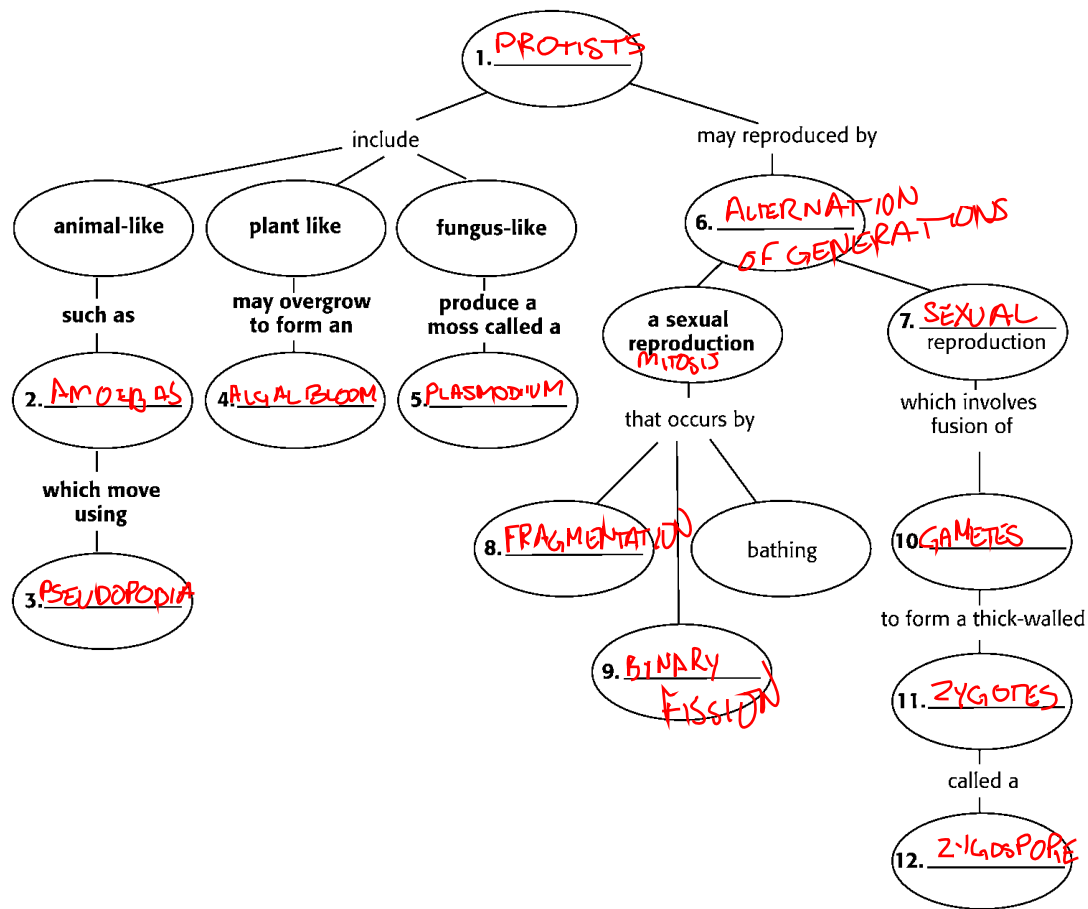 1. PROTISTS
include
may reproduced by
animal-like
plant like
fungus-like
6. ALTERNATION
OF GENERATIONS
such as
may overgrow
to form an
produce a
moss called a
a sexual
reproduction
MITOSIS
7. SEXUAL
reproduction
2. AMOEBAS
4. ALGAL BLOOM
5. PLASMODIUM
that occurs by
which involves
fusion of
which move
using
8. FRAGMENTATION
bathing
10. GAMETES
3. PSEUDOPODIA
9. BINARY
FISSION
to form a thick-walled
11. ZYGOTES
called a
12. ZYGOSPORE